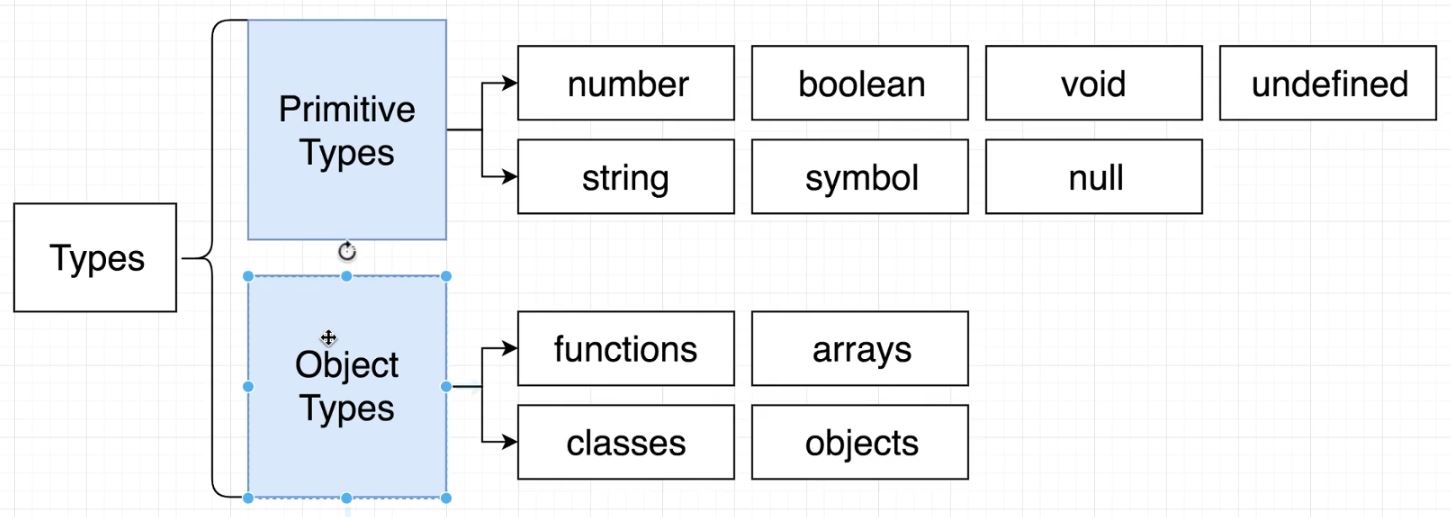 Types
Primitive
Types
number
boolean
void
undefined
string
symbol
null
Object
Types
functions
arrays
classes
objects